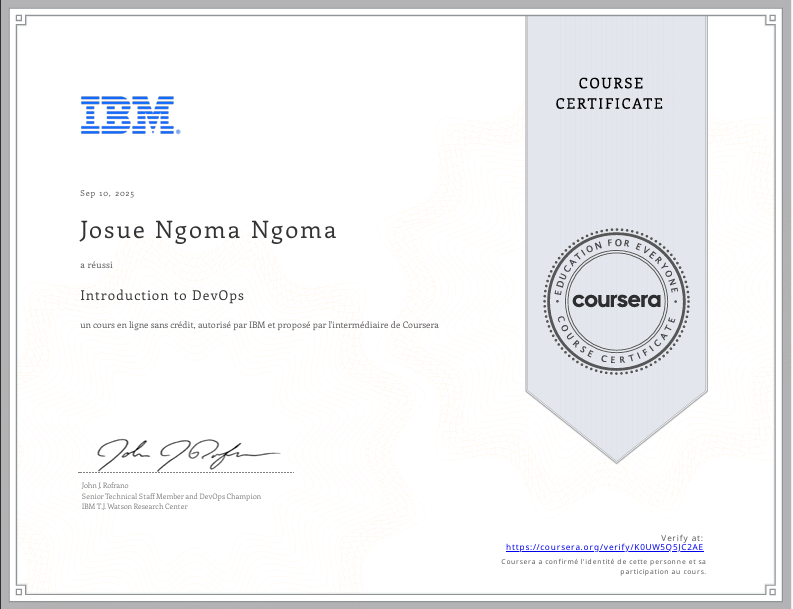 COURSE
CERTIFICATE
IBM®
Sep 10, 2025
Josue Ngoma Ngoma
a réussi
Introduction to DevOps
un cours en ligne sans crédit, autorisé par IBM et proposé par l'intermédiaire de Coursera
EDUCATION FOR EVERYONE
coursera
COURSE CERTIFICATE
John J Rofrano
John J. Rofrano
Senior Technical Staff Member and DevOps Champion
IBM T.J. Watson Research Center
Verify at:
https://coursera.org/verify/K0UW5Q5JC2AE
Coursera a confirmé l'identité de cette personne et sa
participation au cours.